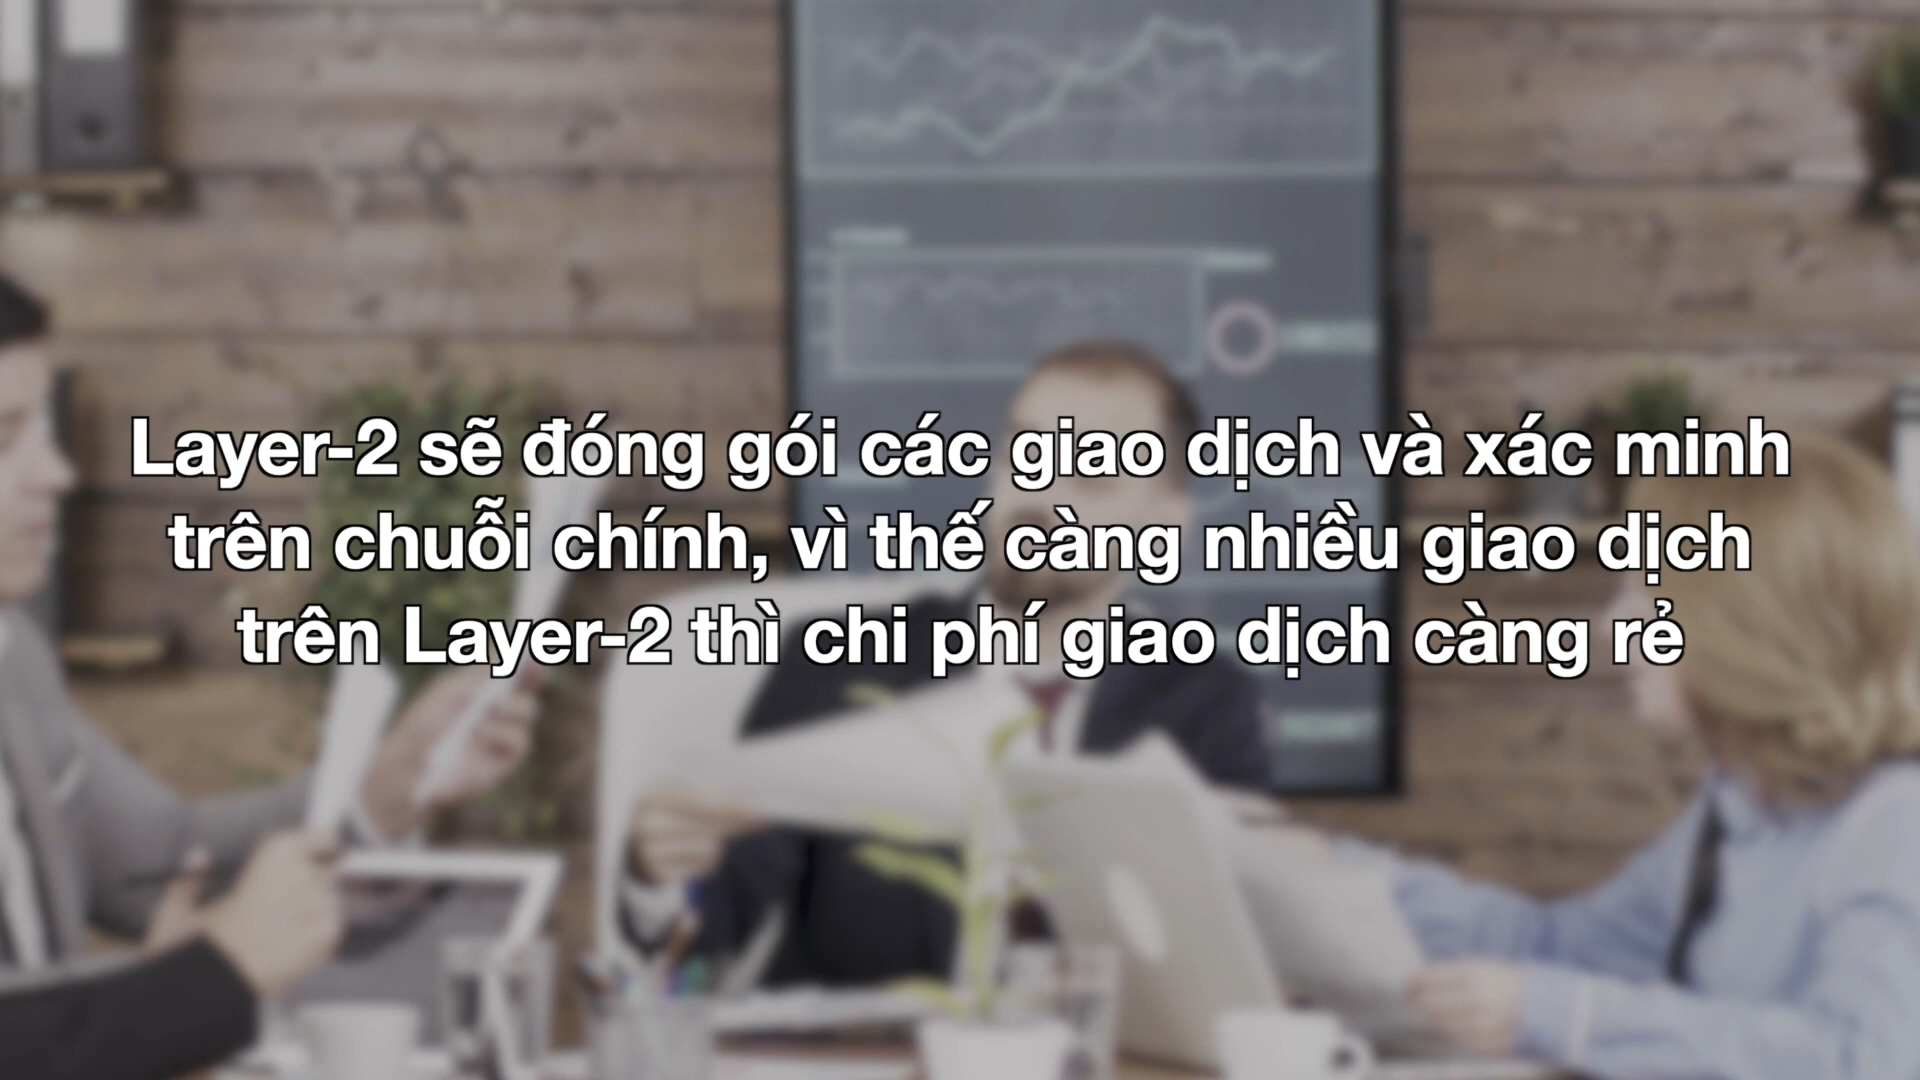 Layer-2 sẽ đóng gói các giao dịch và xác minh
trên chuỗi chính, vì thế càng nhiều giao dịch
trên Layer-2 thì chi phí giao dịch càng rẻ